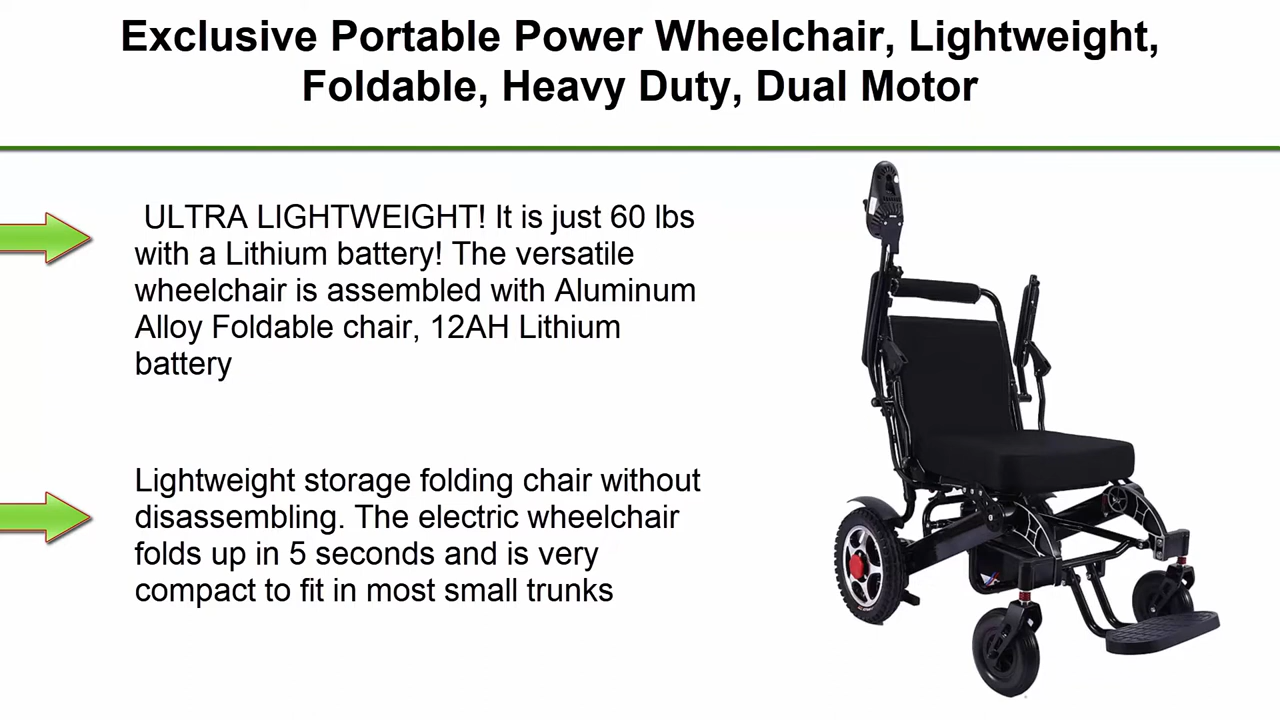 Exclusive Portable Power Wheelchair, Lightweight,
Foldable, Heavy Duty, Dual Motor
ULTRA LIGHTWEIGHT! It is just 60 lbs
with a Lithium battery! The versatile
wheelchair is assembled with Aluminum
Alloy Foldable chair, 12AH Lithium
battery
Lightweight storage folding chair without
disassembling. The electric wheelchair
folds up in 5 seconds and is very
compact to fit in most small trunks